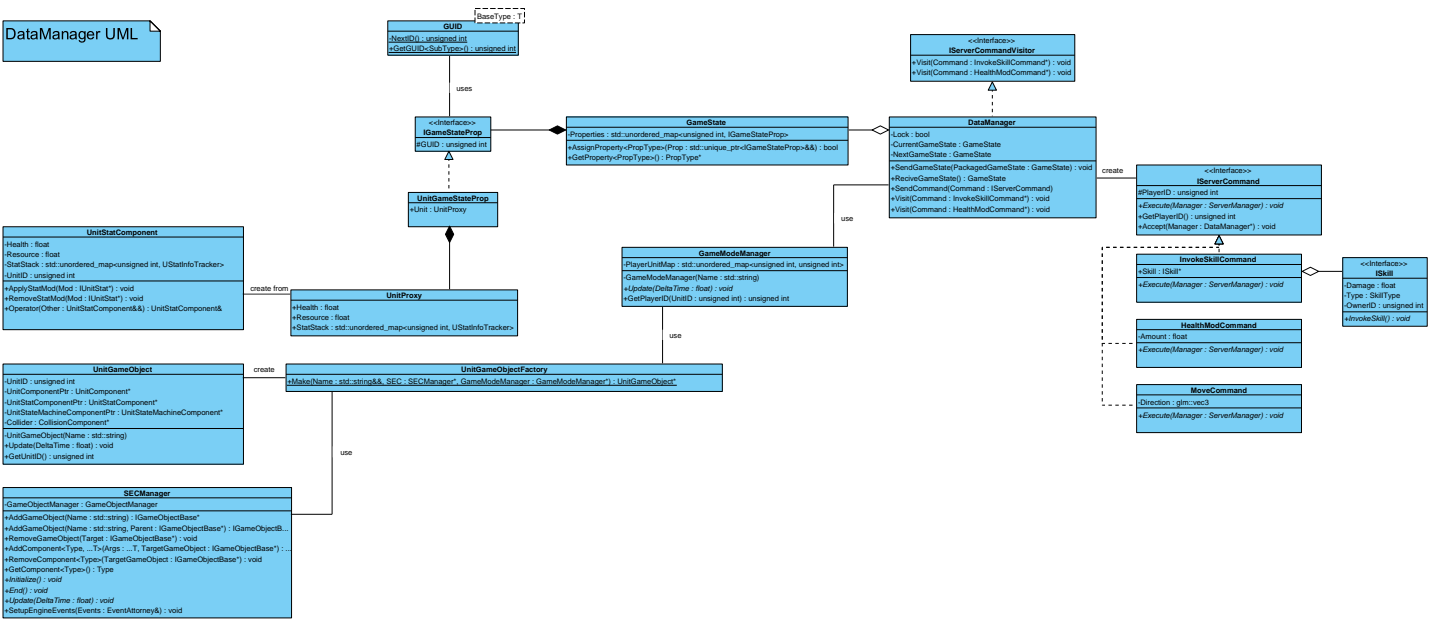 DataManager UML
BaseType : T
GUID
-NextID() : unsigned int
+GetGUID<SubType>() : unsigned int
uses
<<Interface>>
IServerCommandVisitor
+Visit(Command : InvokeSkillCommand*) : void
+Visit(Command : HealthModCommand*) : void
<<Interface>>
IGameStateProp
#GUID : unsigned int
GameState
-Properties : std::unordered_map<unsigned int, IGameStateProp>
+AssignProperty<PropType>(Prop : std::unique_ptr<IGameStateProp>&&) : bool
+GetProperty<PropType>() : PropType*
DataManager
-Lock : bool
-CurrentGameState : GameState
-NextGameState : GameState
+SendGameState(PackagedGameState : GameState) : void
+ReciveGameState() : GameState
+SendCommand(Command : IServerCommand)
+Visit(Command : InvokeSkillCommand*) : void
+Visit(Command : HealthModCommand*) : void
create
<<Interface>>
IServerCommand
#PlayerID : unsigned int
+Execute(Manager : ServerManager) : void
+GetPlayerID() : unsigned int
+Accept(Manager : DataManager*) : void
UnitGameStateProp
+Unit : UnitProxy
use
UnitStatComponent
-Health : float
-Resource : float
-StatStack : std::unordered_map<unsigned int, UStatInfoTracker>
-UnitID : unsigned int
+ApplyStatMod(Mod : IUnitStat*) : void
+RemoveStatMod(Mod : IUnitStat*) : void
+Operator(Other : UnitStatComponent&&) : UnitStatComponent&
create from
UnitProxy
+Health : float
+Resource : float
+StatStack : std::unordered_map<unsigned int, UStatInfoTracker>
GameModeManager
-PlayerUnitMap : std::unordered_map<unsigned int, unsigned int>
-GameModeManager(Name : std::string)
+Update(DeltaTime : float) : void
+GetPlayerID(UnitID : unsigned int) : unsigned int
use
InvokeSkillCommand
+Skill : ISkill*
+Execute(Manager : ServerManager) : void
<<Interface>>
ISkill
-Damage : float
-Type : SkillType
-OwnerID : unsigned int
+InvokeSkill() : void
HealthModCommand
-Amount : float
+Execute(Manager : ServerManager) : void
MoveCommand
-Direction : glm::vec3
+Execute(Manager : ServerManager) : void
UnitGameObject
-UnitID : unsigned int
-UnitComponentPtr : UnitComponent*
-UnitStatComponentPtr : UnitStatComponent*
-UnitStateMachineComponentPtr : UnitStateMachineComponent*
-Collider : CollisionComponent*
-UnitGameObject(Name : std::string)
+Update(DeltaTime : float) : void
+GetUnitID() : unsigned int
create
UnitGameObjectFactory
+Make(Name : std::string&&, SEC : SECManager*, GameModeManager : GameModeManager*) : UnitGameObject*
use
SECManager
-GameObjectManager : GameObjectManager
+AddGameObject(Name : std::string) : IGameObjectBase*
+AddGameObject(Name : std::string, Parent : IGameObjectBase*) : IGameObjectB...
+RemoveGameObject(Target : IGameObjectBase*) : void
+AddComponent<Type, ...T>(Args : ...T, TargetGameObject : IGameObjectBase*) : ...
+RemoveComponent<Type>(TargetGameObject : IGameObjectBase*) : void
+GetComponent<Type>() : Type
+Initialize() : void
+End() : void
+Update(DeltaTime : float) : void
+SetupEngineEvents(Events : EventAttorney&) : void